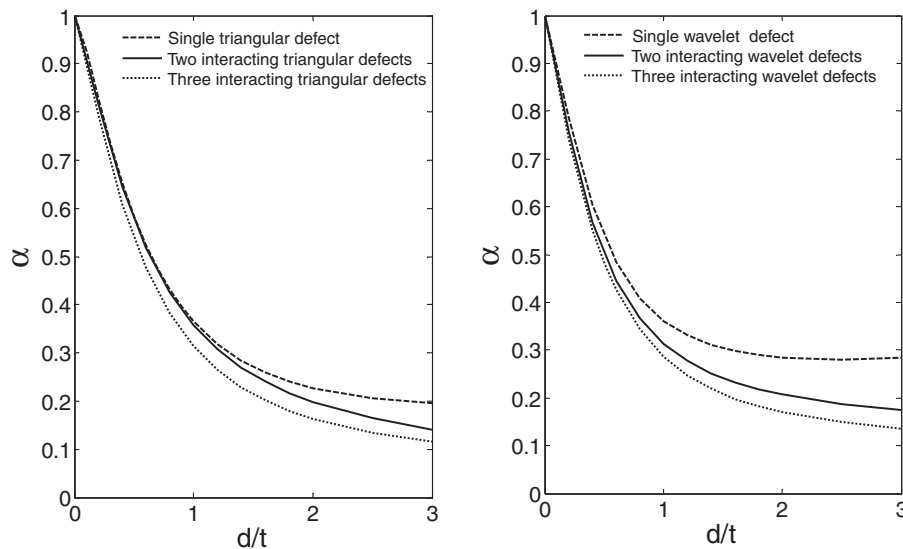 1
0.9
0.8
0.7
0.6
0.5
0.4
0.3
0.2
0.1
0
α
Single triangular defect
Two interacting triangular defects
Three interacting triangular defects
0 1 2 3
d/t
1
0.9
0.8
0.7
0.6
0.5
0.4
0.3
0.2
0.1
0
α
Single wavelet defect
Two interacting wavelet defects
Three interacting wavelet defects
0 1 2 3
d/t